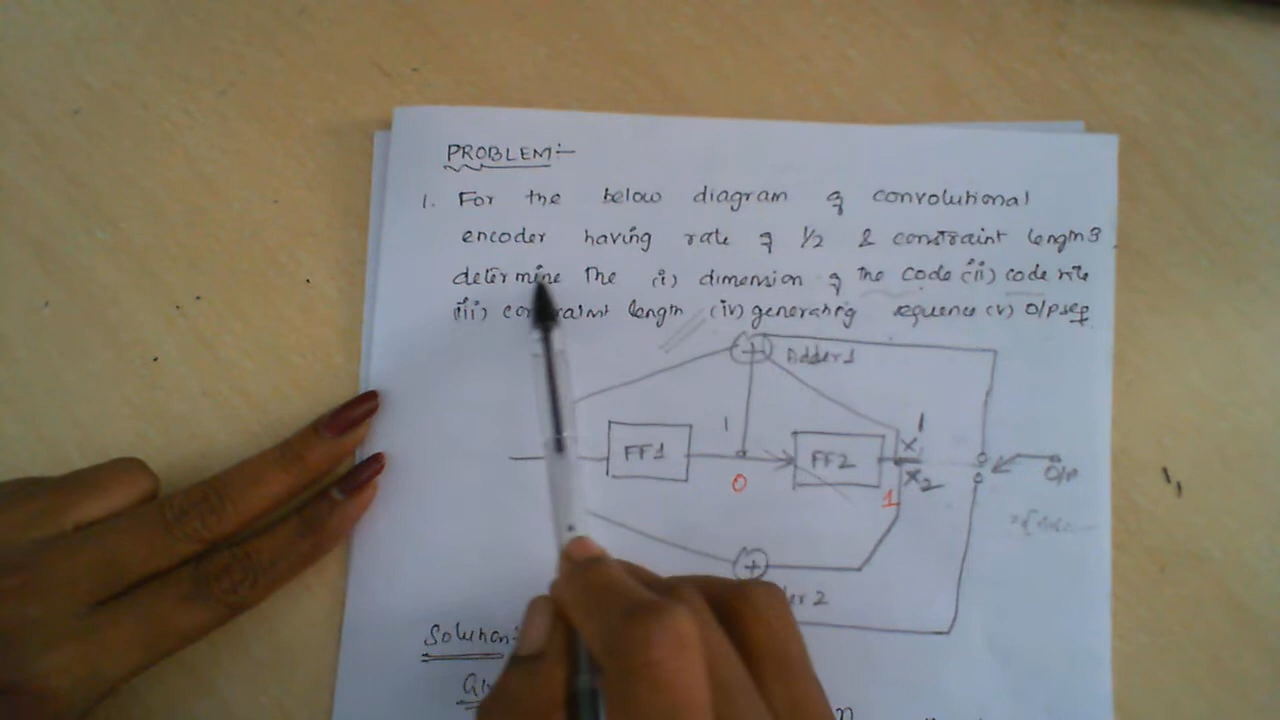 PROBLEM:-
1. For the below diagram of convolutional
encoder having rate of 1/2 & constraint length 3
determine the (i) dimension of the code (ii) code rate
(iii) constraint length (iv) generating sequence (v) O/P seq
Adder 1
1
1
FF1
FF2
X1
X2
O/P
0
1
2
Solution:-